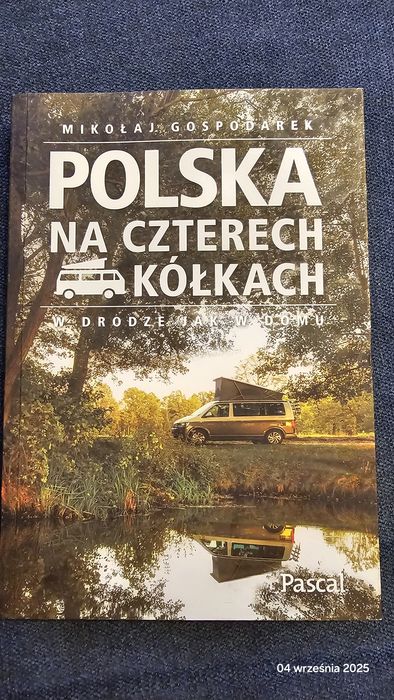 MIKOŁAJ GOSPODAREK
POLSKA
NA CZTERECH
KÓŁKACH
W DRODZE JAK W DOMU
Pascal
04 września 2025